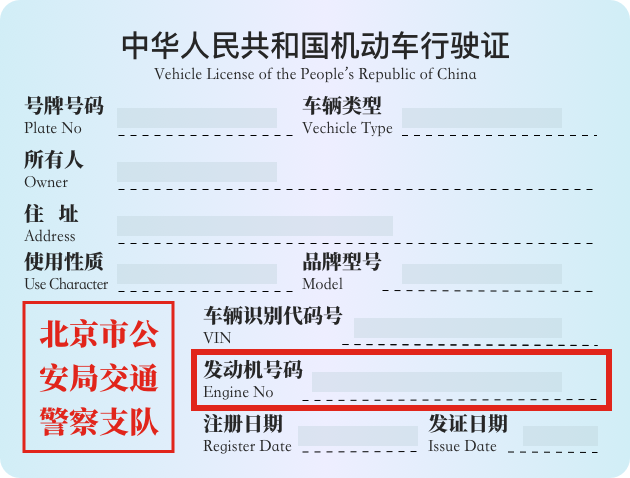 中华人民共和国机动车行驶证
Vehicle License of the People's Republic of China
号牌号码 车辆类型
Plate No Vechicle Type
所有人
Owner
住 址
Address
使用性质 品牌型号
Use Character Model
车辆识别代码号
VIN
发动机号码
Engine No
注册日期 发证日期
Register Date Issue Date
北京市公
安局交通
警察支队